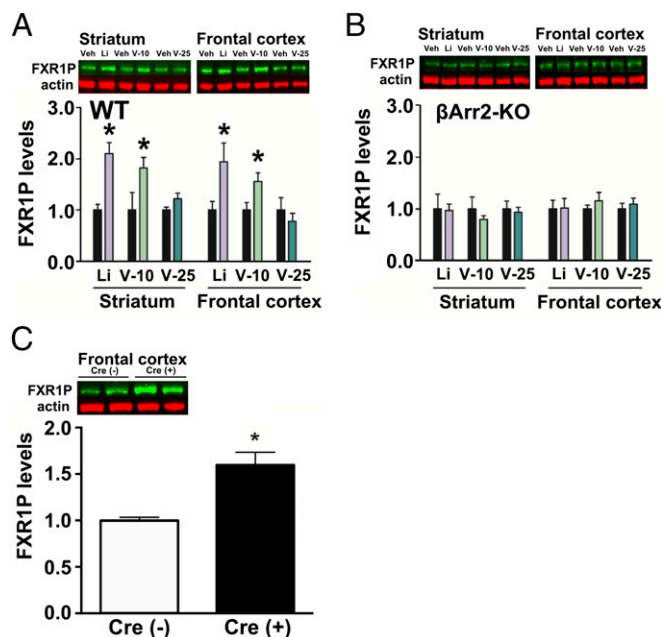 A
Striatum
Frontal cortex
Veh Li Veh V-10 Veh V-25
Veh Li Veh V-10 Veh V-25
FXR1P
actin
3.0
WT
2.0
1.0
0.0
FXR1P levels
* * * *
Li V-10 V-25 Li V-10 V-25
Striatum Frontal cortex
B
Striatum
Frontal cortex
Veh Li Veh V-10 Veh V-25
Veh Li Veh V-10 Veh V-25
FXR1P
actin
3.0
βArr2-KO
2.0
1.0
0.0
FXR1P levels
Li V-10 V-25 Li V-10 V-25
Striatum Frontal cortex
C
Frontal cortex
Cre (-) Cre (+)
FXR1P
actin
2.0
*
1.5
1.0
0.5
0.0
FXR1P levels
Cre (-) Cre (+)